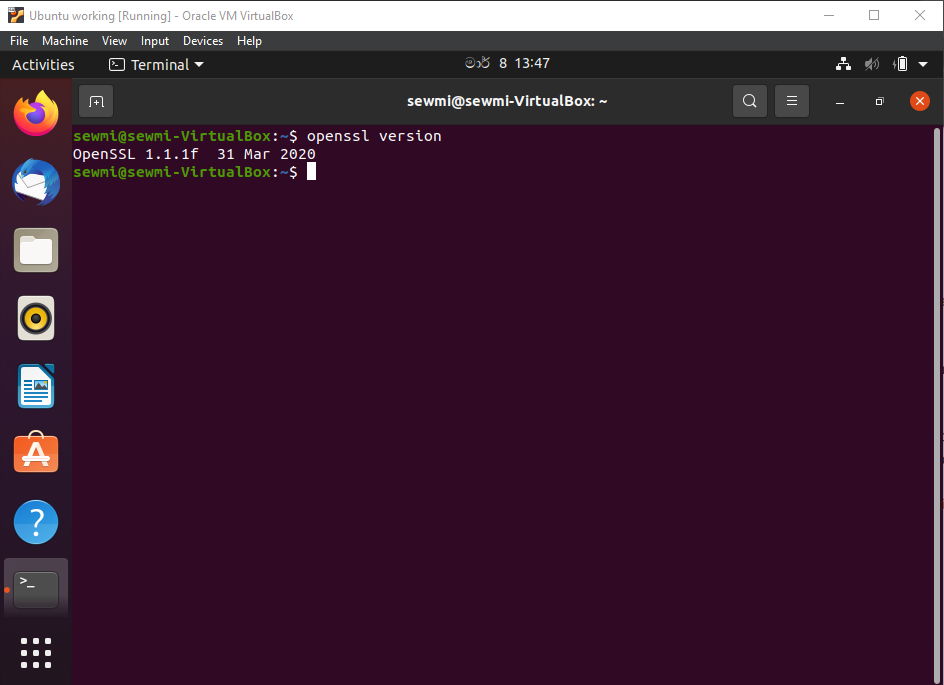 Ubuntu working [Running] - Oracle VM VirtualBox
File Machine View Input Devices Help
Activities Terminal මාර් 8 13:47
sewmi@sewmi-VirtualBox: ~
sewmi@sewmi-VirtualBox:~$ openssl version
OpenSSL 1.1.1f  31 Mar 2020
sewmi@sewmi-VirtualBox:~$